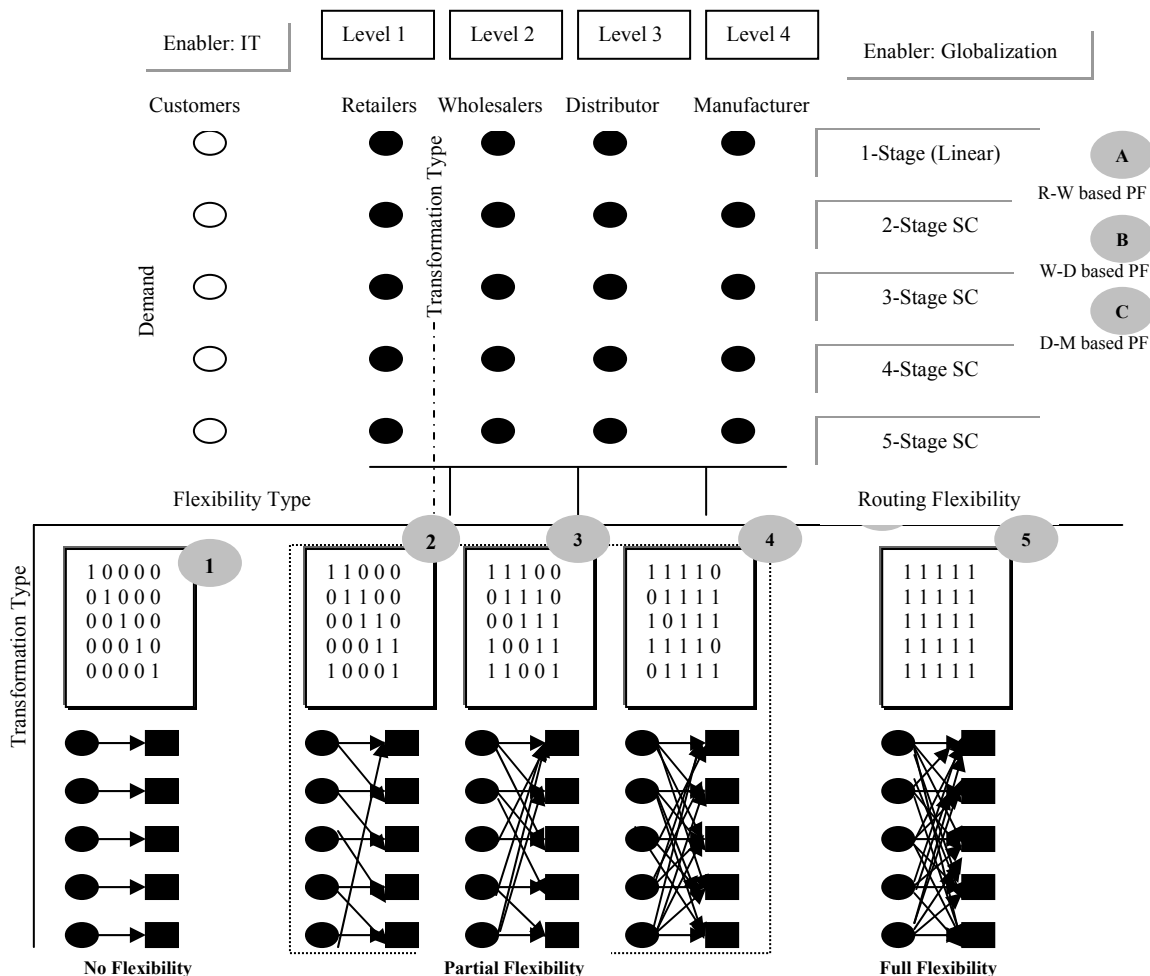 Enabler: IT
Level 1
Level 2
Level 3
Level 4
Enabler: Globalization
Customers
Retailers
Wholesalers
Distributor
Manufacturer
Demand
Transformation Type
1-Stage (Linear)
2-Stage SC
3-Stage SC
4-Stage SC
5-Stage SC
A
R-W based PF
B
W-D based PF
C
D-M based PF
Flexibility Type
Routing Flexibility
Transformation Type
1
1 0 0 0 0
0 1 0 0 0
0 0 1 0 0
0 0 0 1 0
0 0 0 0 1
2
1 1 0 0 0
0 1 1 0 0
0 0 1 1 0
0 0 0 1 1
1 0 0 0 1
3
1 1 1 0 0
0 1 1 1 0
0 0 1 1 1
1 0 0 1 1
1 1 0 0 1
4
1 1 1 1 0
0 1 1 1 1
1 0 1 1 1
1 1 1 1 0
0 1 1 1 1
5
1 1 1 1 1
1 1 1 1 1
1 1 1 1 1
1 1 1 1 1
1 1 1 1 1
No Flexibility
Partial Flexibility
Full Flexibility